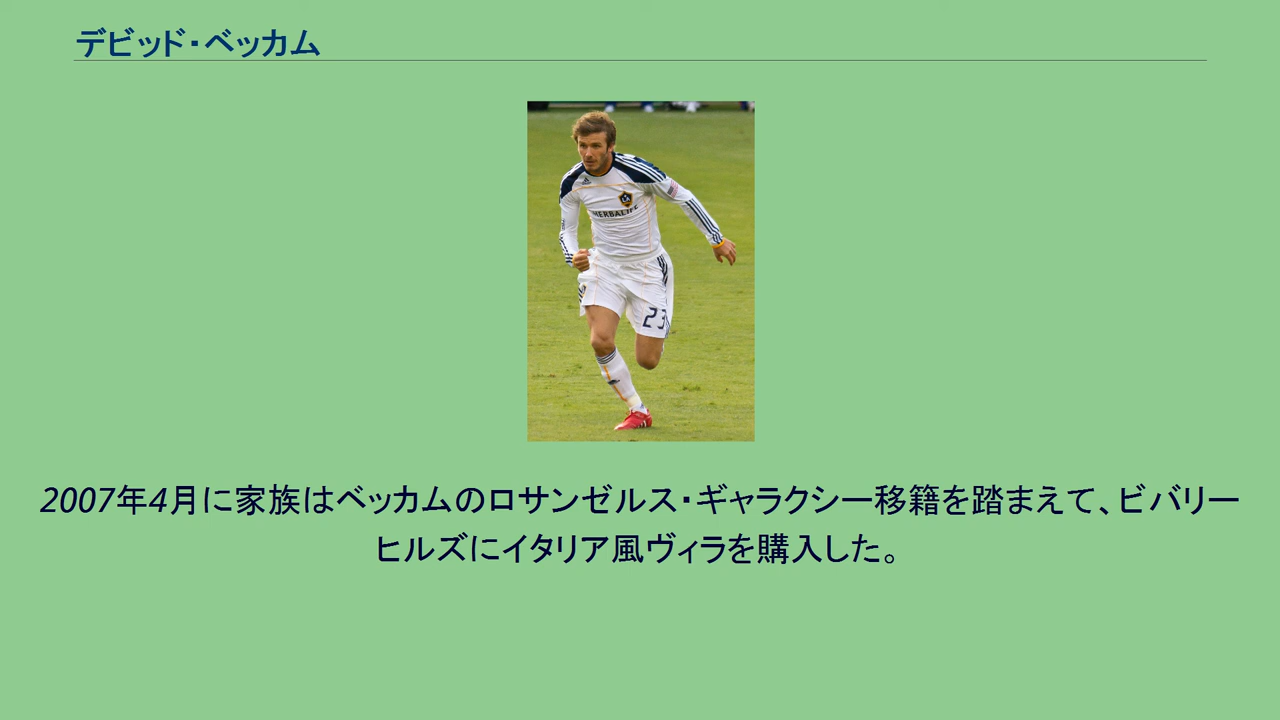 デビッド・ベッカム
HERBALIFE
23
2007年4月に家族はベッカムのロサンゼルス・ギャラクシー移籍を踏まえて、ビバリー
ヒルズにイタリア風ヴィラを購入した。